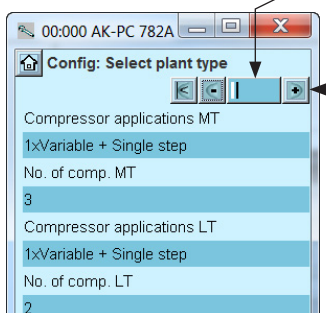 00:000 AK-PC 782A
Config: Select plant type
Compressor applications MT
1xVariable + Single step
No. of comp. MT
3
Compressor applications LT
1xVariable + Single step
No. of comp. LT
2